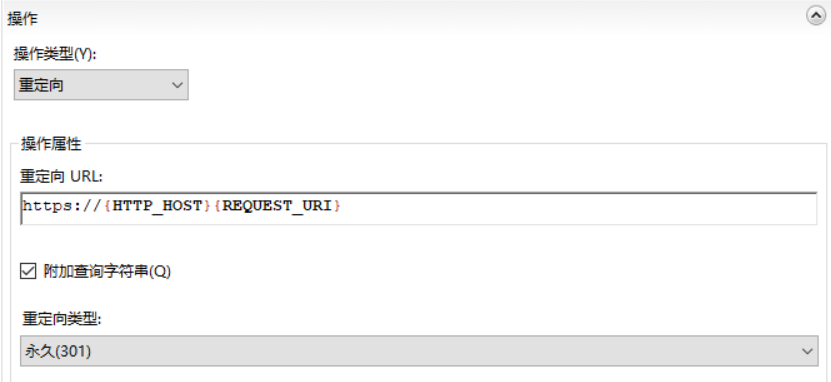 操作
操作类型(Y):
重定向
操作属性
重定向 URL:
https://{HTTP_HOST}{REQUEST_URI}
附加查询字符串(Q)
重定向类型:
永久(301)